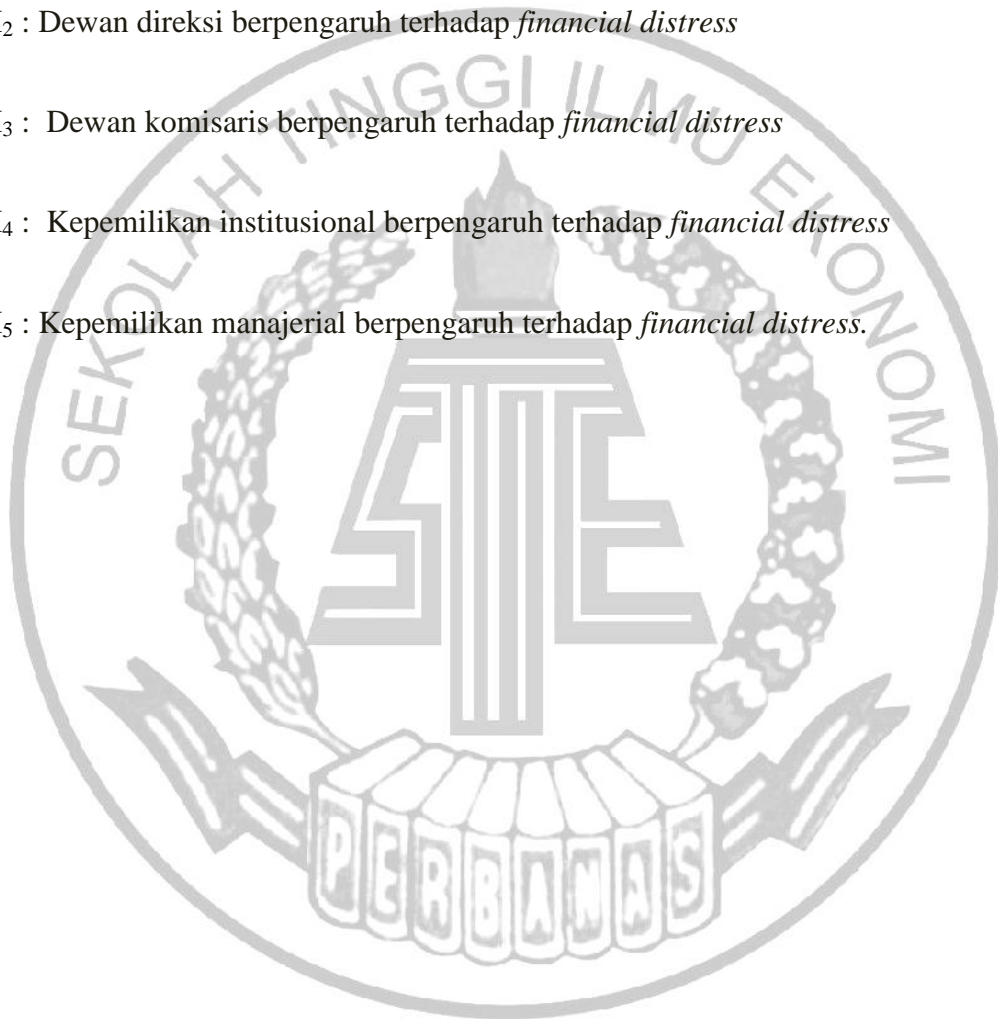 ₂ : Dewan direksi berpengaruh terhadap financial distress
₃ : Dewan komisaris berpengaruh terhadap financial distress
₄ : Kepemilikan institusional berpengaruh terhadap financial distress
₅ : Kepemilikan manajerial berpengaruh terhadap financial distress.
SEKOLAH TINGGI ILMU EKONOMI
STIE
PERBANAS